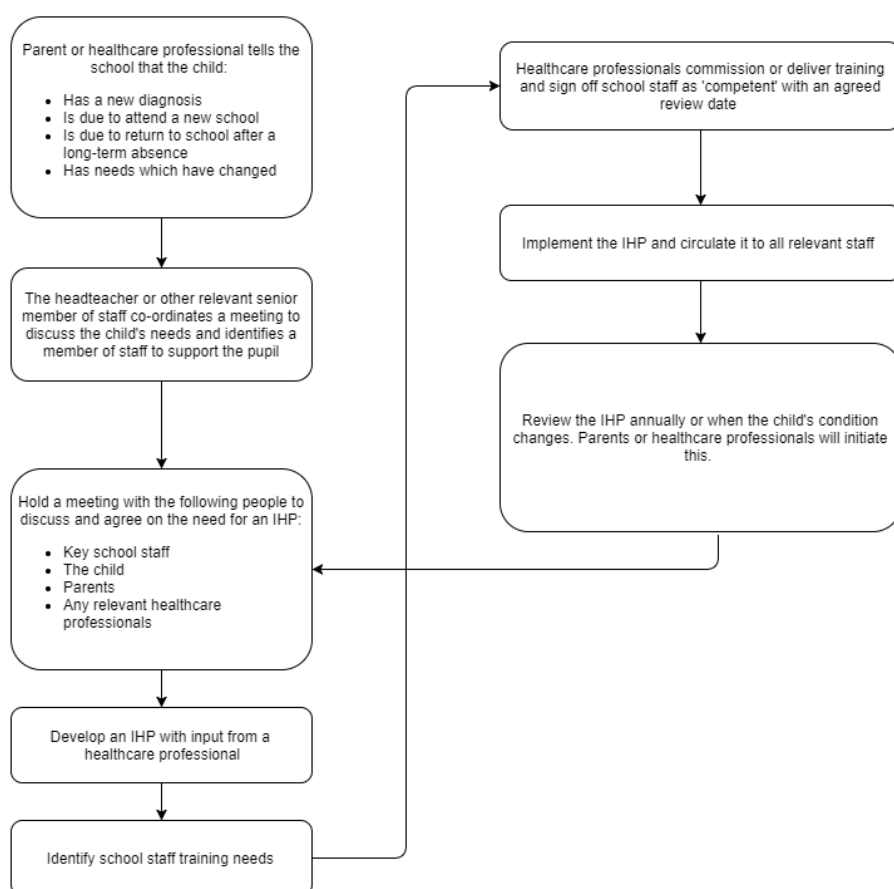 Parent or healthcare professional tells the
school that the child:
• Has a new diagnosis
• Is due to attend a new school
• Is due to return to school after a
long-term absence
• Has needs which have changed
The headteacher or other relevant senior
member of staff co-ordinates a meeting to
discuss the child's needs and identifies a
member of staff to support the pupil
Hold a meeting with the following people to
discuss and agree on the need for an IHP:
• Key school staff
• The child
• Parents
• Any relevant healthcare
professionals
Develop an IHP with input from a
healthcare professional
Identify school staff training needs
Healthcare professionals commission or deliver training
and sign off school staff as 'competent' with an agreed
review date
Implement the IHP and circulate it to all relevant staff
Review the IHP annually or when the child's condition
changes. Parents or healthcare professionals will initiate
this.